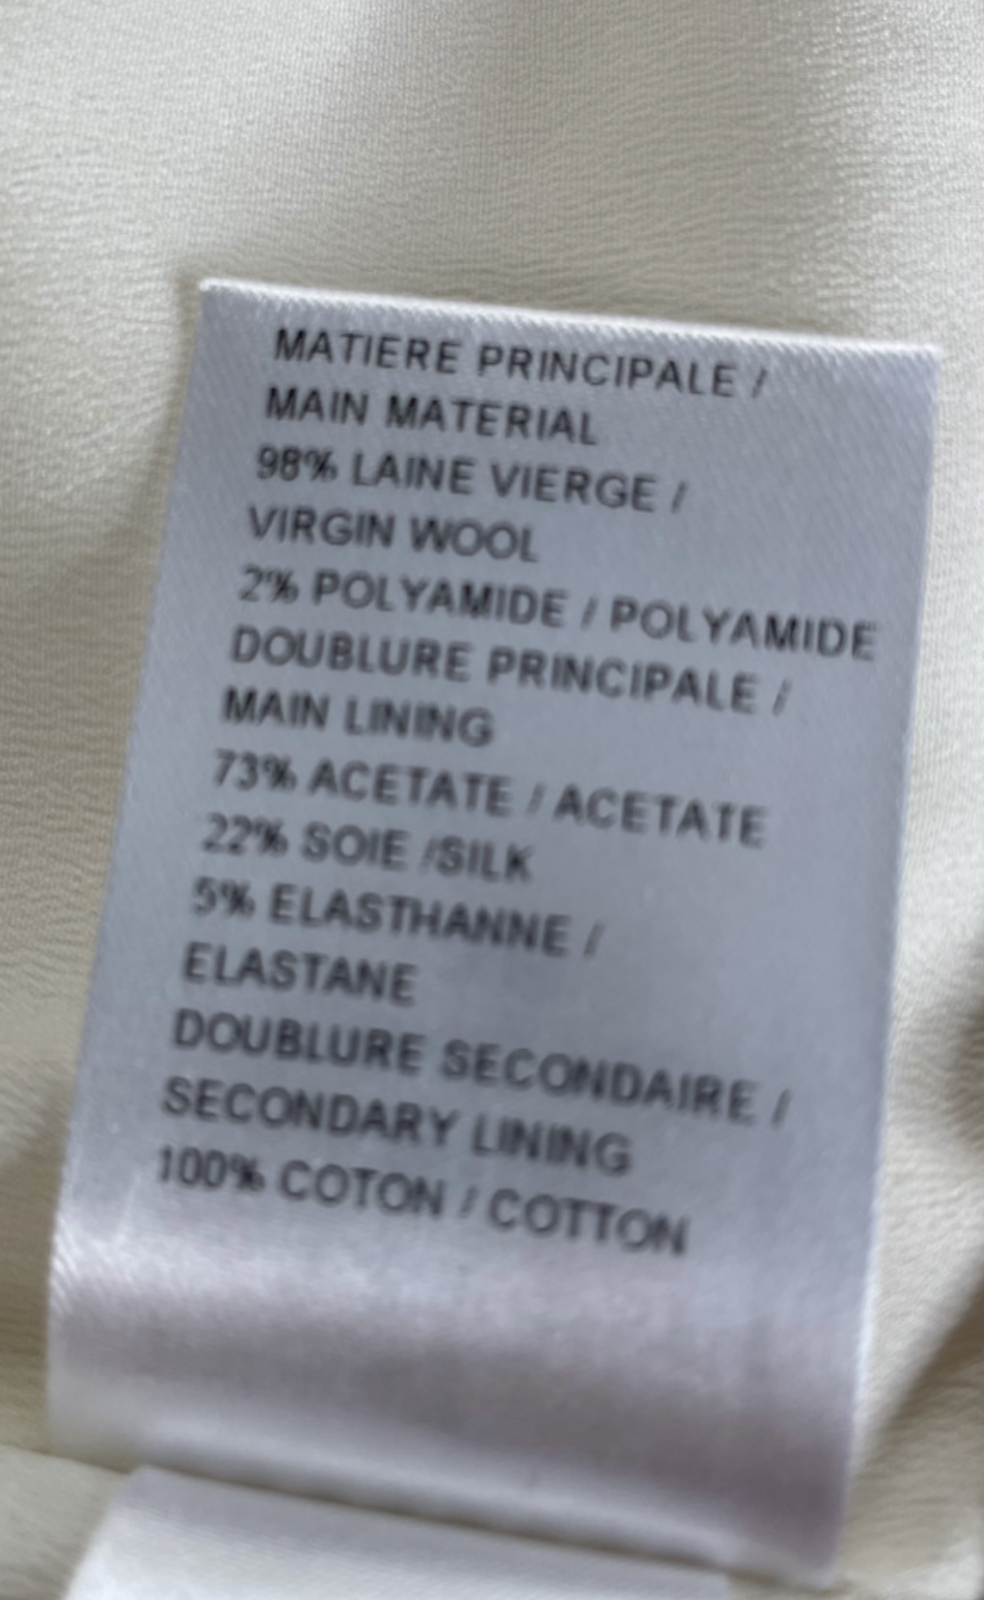 MATIERE PRINCIPALE /
MAIN MATERIAL
98% LAINE VIERGE /
VIRGIN WOOL
2% POLYAMIDE / POLYAMIDE
DOUBLURE PRINCIPALE /
MAIN LINING
73% ACETATE / ACETATE
22% SOIE /SILK
5% ELASTHANNE /
ELASTANE
DOUBLURE SECONDAIRE /
SECONDARY LINING
100% COTON / COTTON